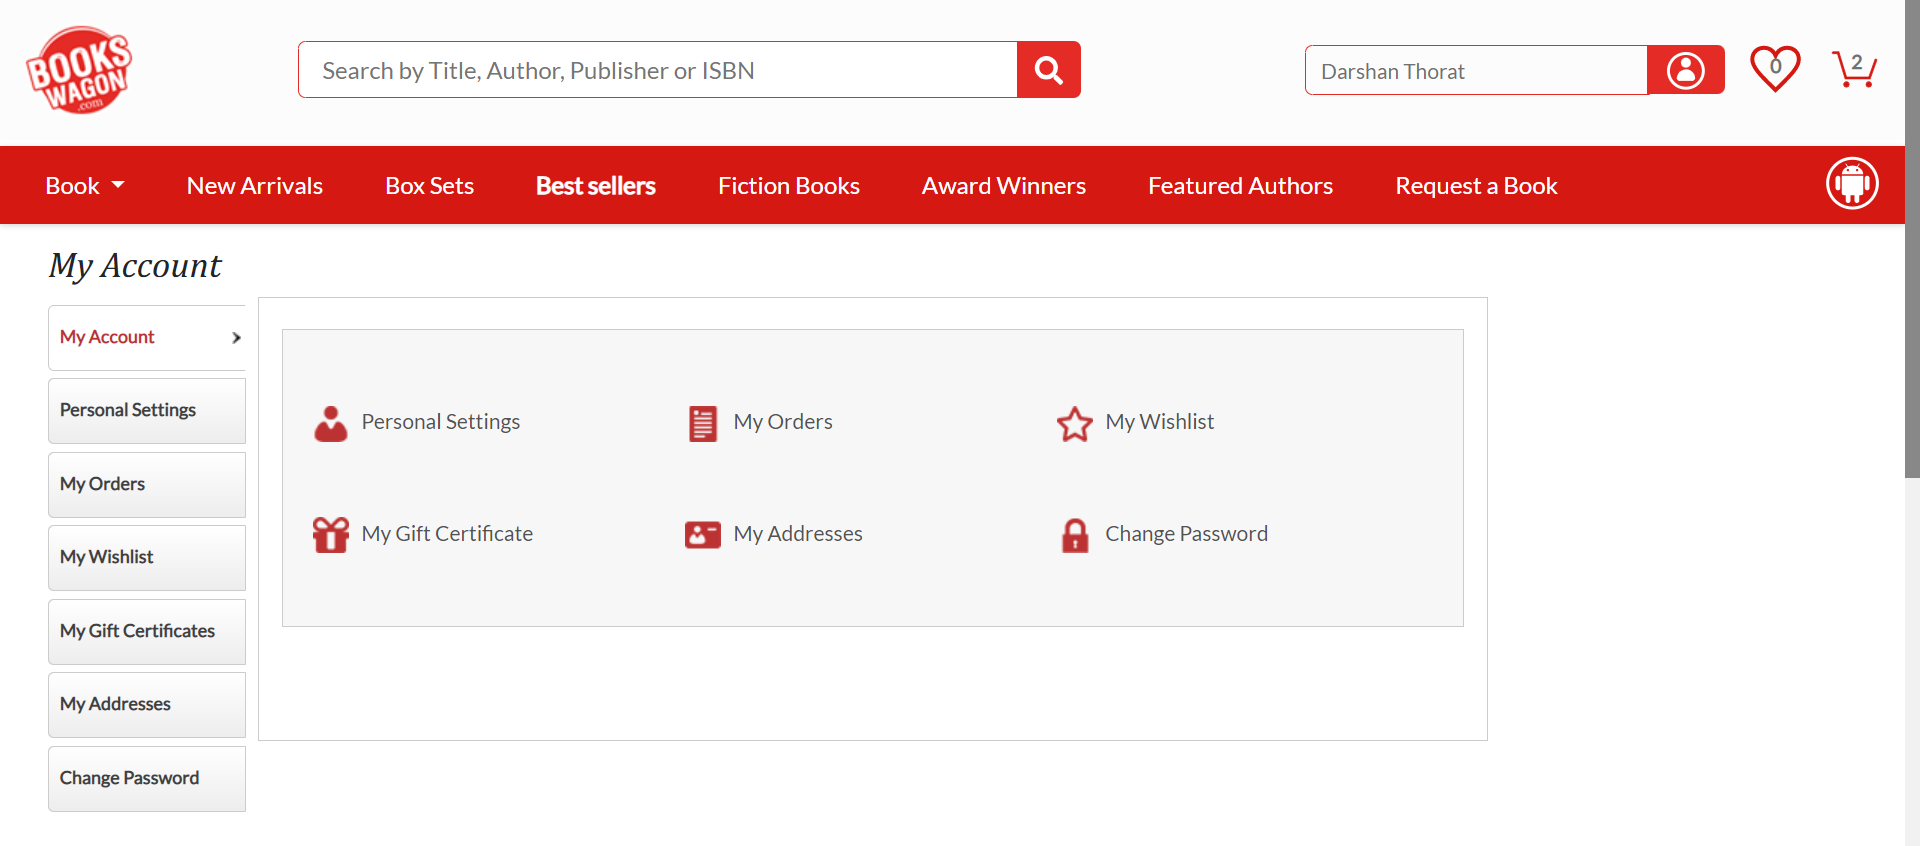 BOOKS
WAGON
.com
Search by Title, Author, Publisher or ISBN
Darshan Thorat
0
2
Book
New Arrivals
Box Sets
Best sellers
Fiction Books
Award Winners
Featured Authors
Request a Book
My Account
My Account
Personal Settings
My Orders
My Wishlist
My Gift Certificates
My Addresses
Change Password
Personal Settings
My Orders
My Wishlist
My Gift Certificate
My Addresses
Change Password